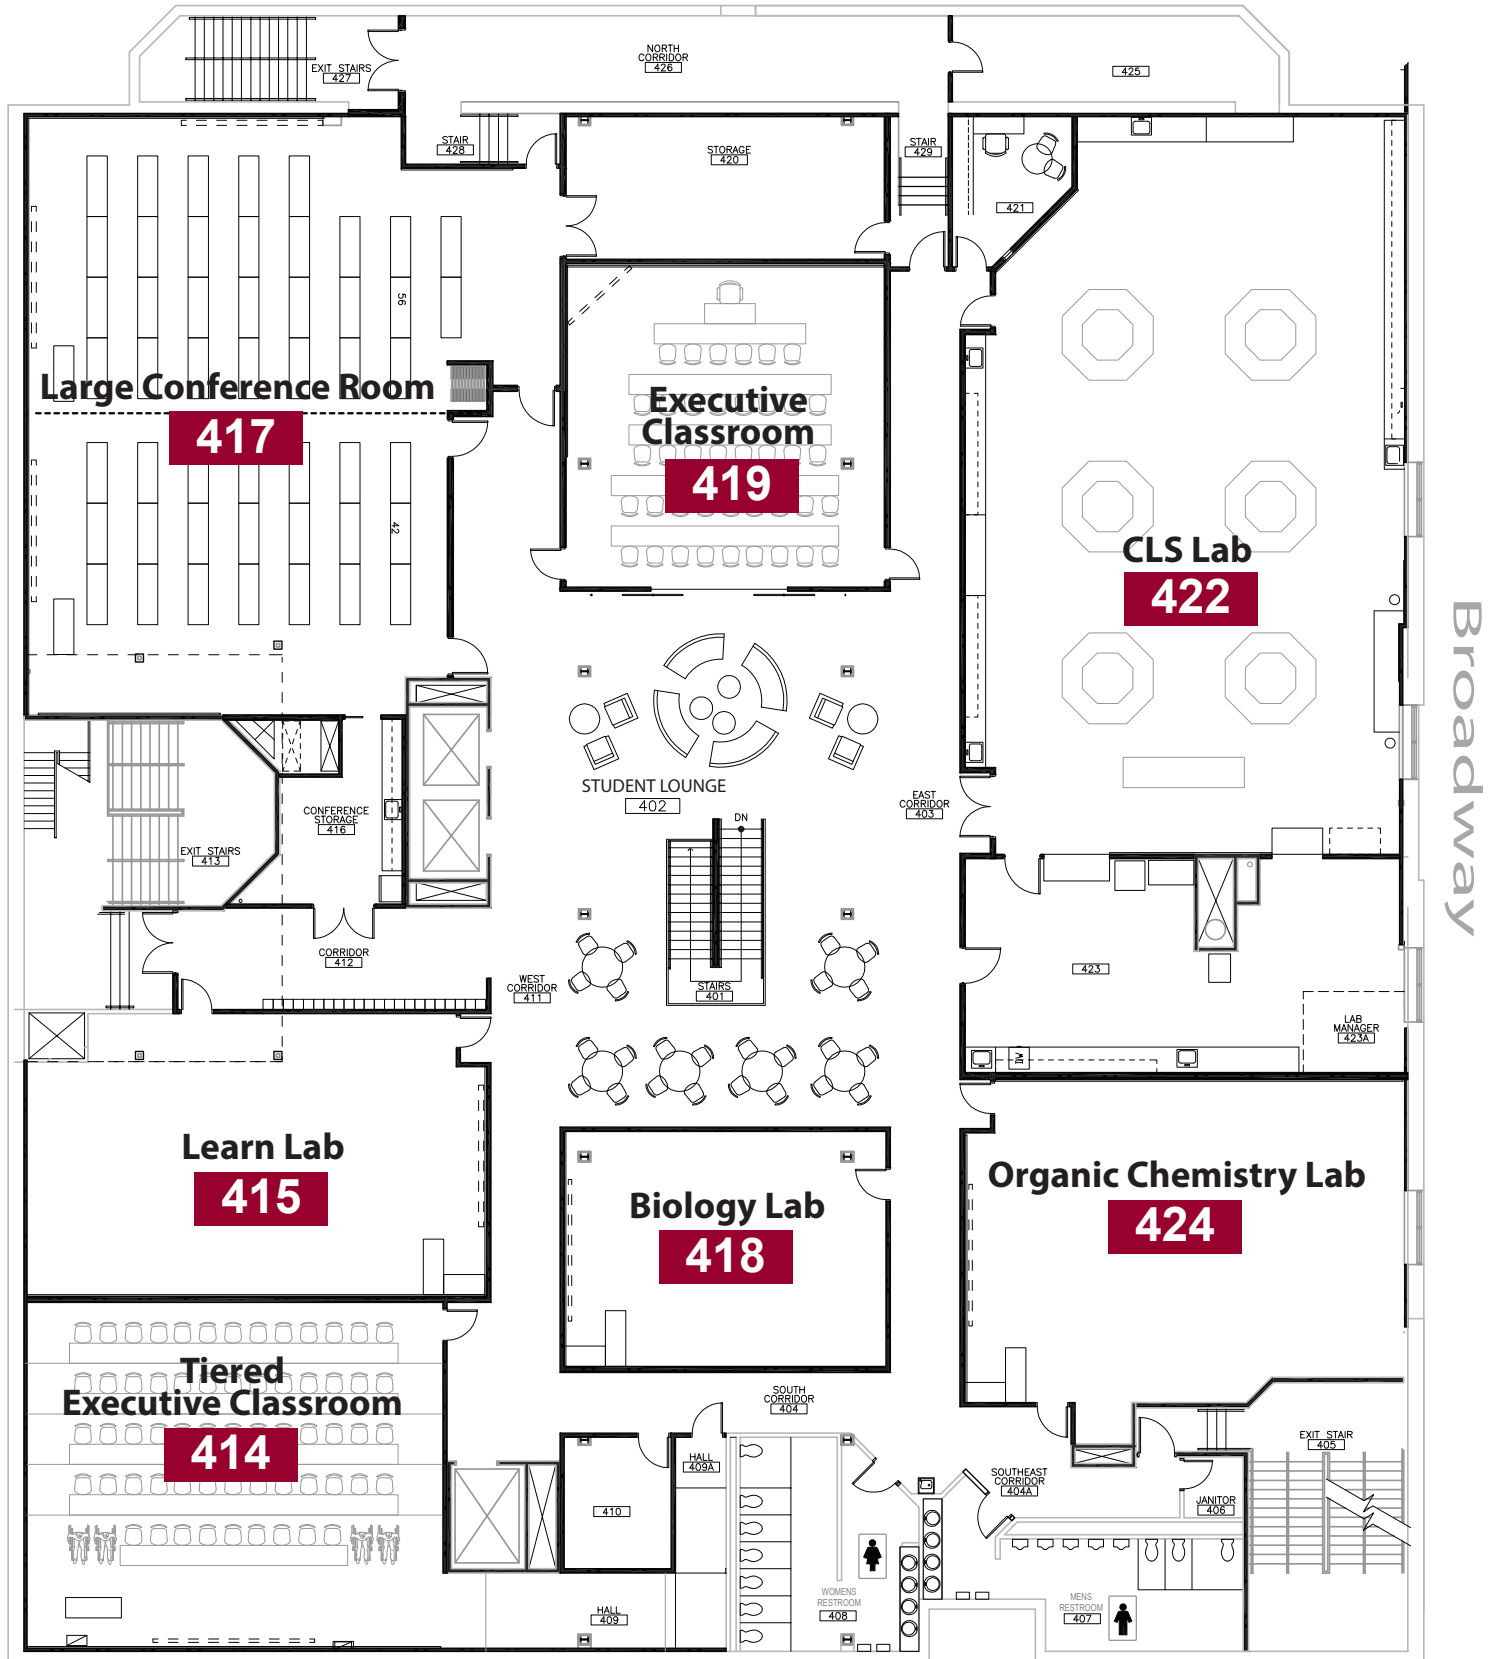 NORTH
CORRIDOR
426
EXIT STAIRS
427
425
STAIR
428
STORAGE
420
STAIR
429
421
56
Large Conference Room
417
42
Executive
Classroom
419
CLS Lab
422
Broadway
STUDENT LOUNGE
402
EAST
CORRIDOR
403
CONFERENCE
STORAGE
416
EXIT STAIRS
413
DN
CORRIDOR
412
WEST
CORRIDOR
411
STAIRS
401
423
LAB
MANAGER
423A
DW
Learn Lab
415
Biology Lab
418
Organic Chemistry Lab
424
Tiered
Executive Classroom
414
SOUTH
CORRIDOR
404
EXIT STAIR
405
HALL
409A
SOUTHEAST
CORRIDOR
404A
JANITOR
406
410
WOMENS
RESTROOM
408
MENS
RESTROOM
407
HALL
409